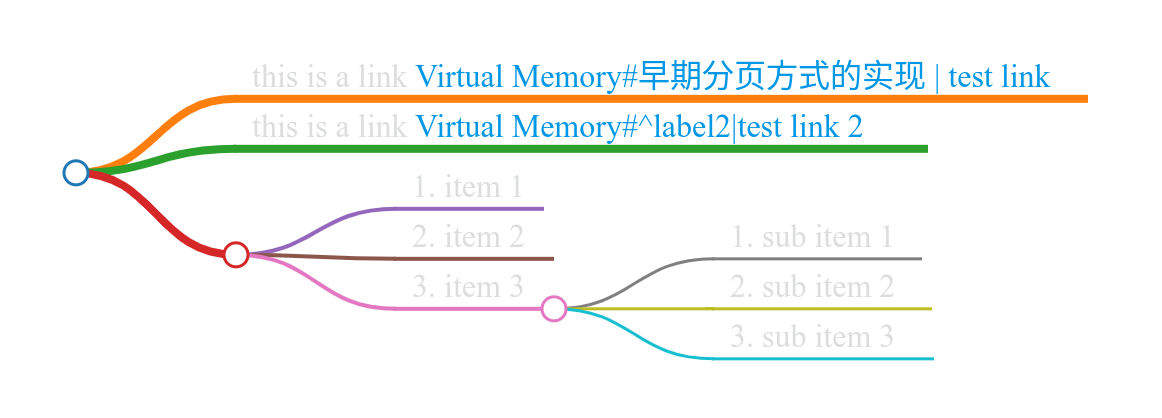 this is a link Virtual Memory#早期分页方式的实现 | test link
this is a link Virtual Memory#^label2|test link 2
1. item 1
2. item 2
3. item 3
1. sub item 1
2. sub item 2
3. sub item 3